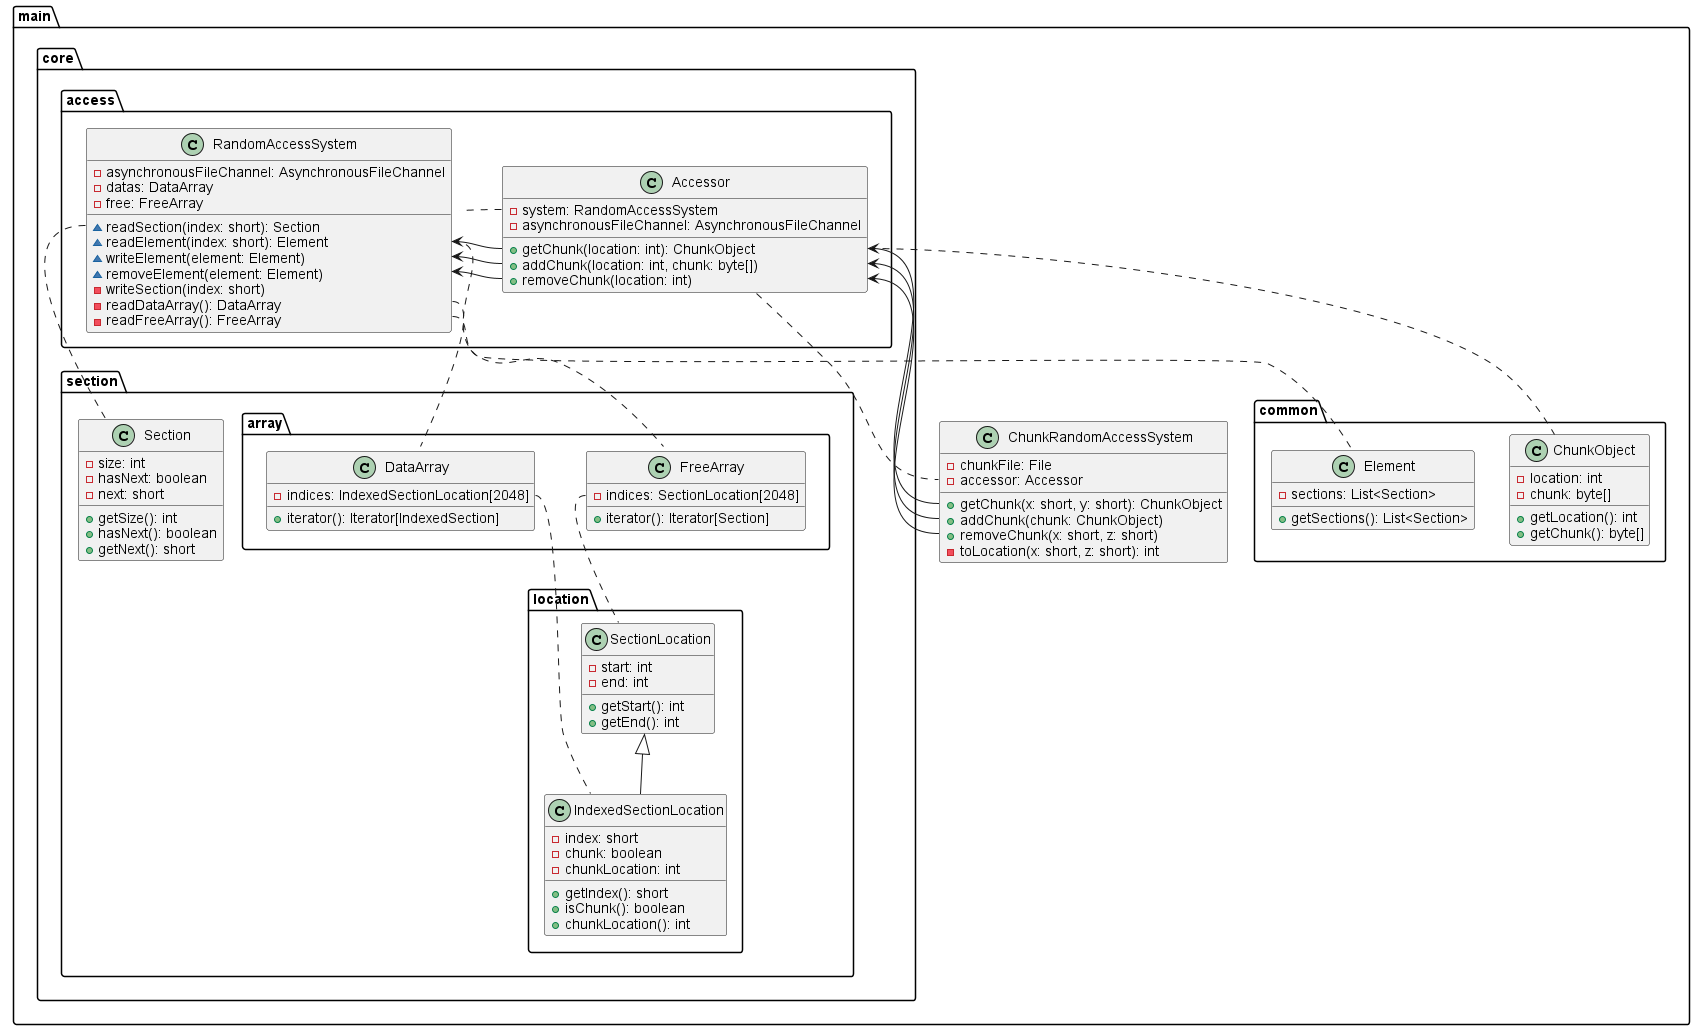 main
core
access
C RandomAccessSystem
asynchronousFileChannel: AsynchronousFileChannel
datas: DataArray
free: FreeArray
readSection(index: short): Section
readElement(index: short): Element
writeElement(element: Element)
removeElement(element: Element)
writeSection(index: short)
readDataArray(): DataArray
readFreeArray(): FreeArray
C Accessor
system: RandomAccessSystem
asynchronousFileChannel: AsynchronousFileChannel
getChunk(location: int): ChunkObject
addChunk(location: int, chunk: byte[])
removeChunk(location: int)
section
C Section
size: int
hasNext: boolean
next: short
getSize(): int
hasNext(): boolean
getNext(): short
array
C DataArray
indices: IndexedSectionLocation[2048]
iterator(): Iterator[IndexedSection]
C FreeArray
indices: SectionLocation[2048]
iterator(): Iterator[Section]
location
C SectionLocation
start: int
end: int
getStart(): int
getEnd(): int
C IndexedSectionLocation
index: short
chunk: boolean
chunkLocation: int
getIndex(): short
isChunk(): boolean
chunkLocation(): int
C ChunkRandomAccessSystem
chunkFile: File
accessor: Accessor
getChunk(x: short, y: short): ChunkObject
addChunk(chunk: ChunkObject)
removeChunk(x: short, z: short)
toLocation(x: short, z: short): int
common
C Element
sections: List<Section>
getSections(): List<Section>
C ChunkObject
location: int
chunk: byte[]
getLocation(): int
getChunk(): byte[]